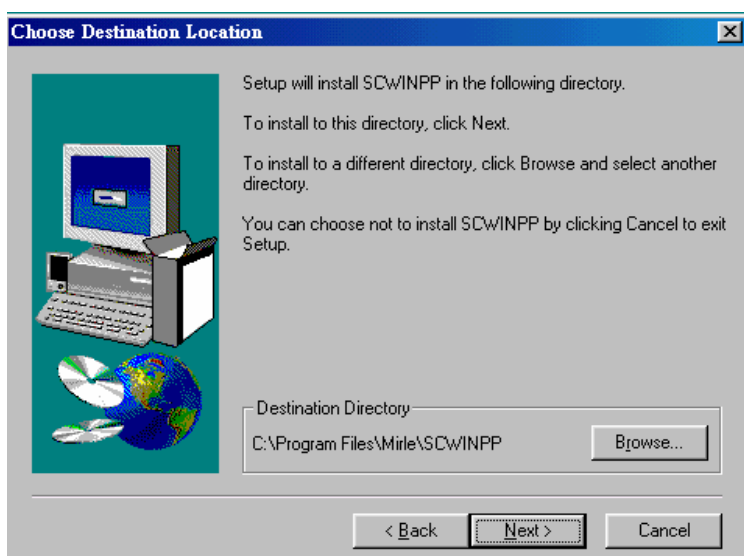 Choose Destination Location
Setup will install SCWINPP in the following directory.
To install to this directory, click Next.
To install to a different directory, click Browse and select another
directory.
You can choose not to install SCWINPP by clicking Cancel to exit
Setup.
Destination Directory
C:\Program Files\Mirle\SCWINPP
Browse...
< Back
Next >
Cancel